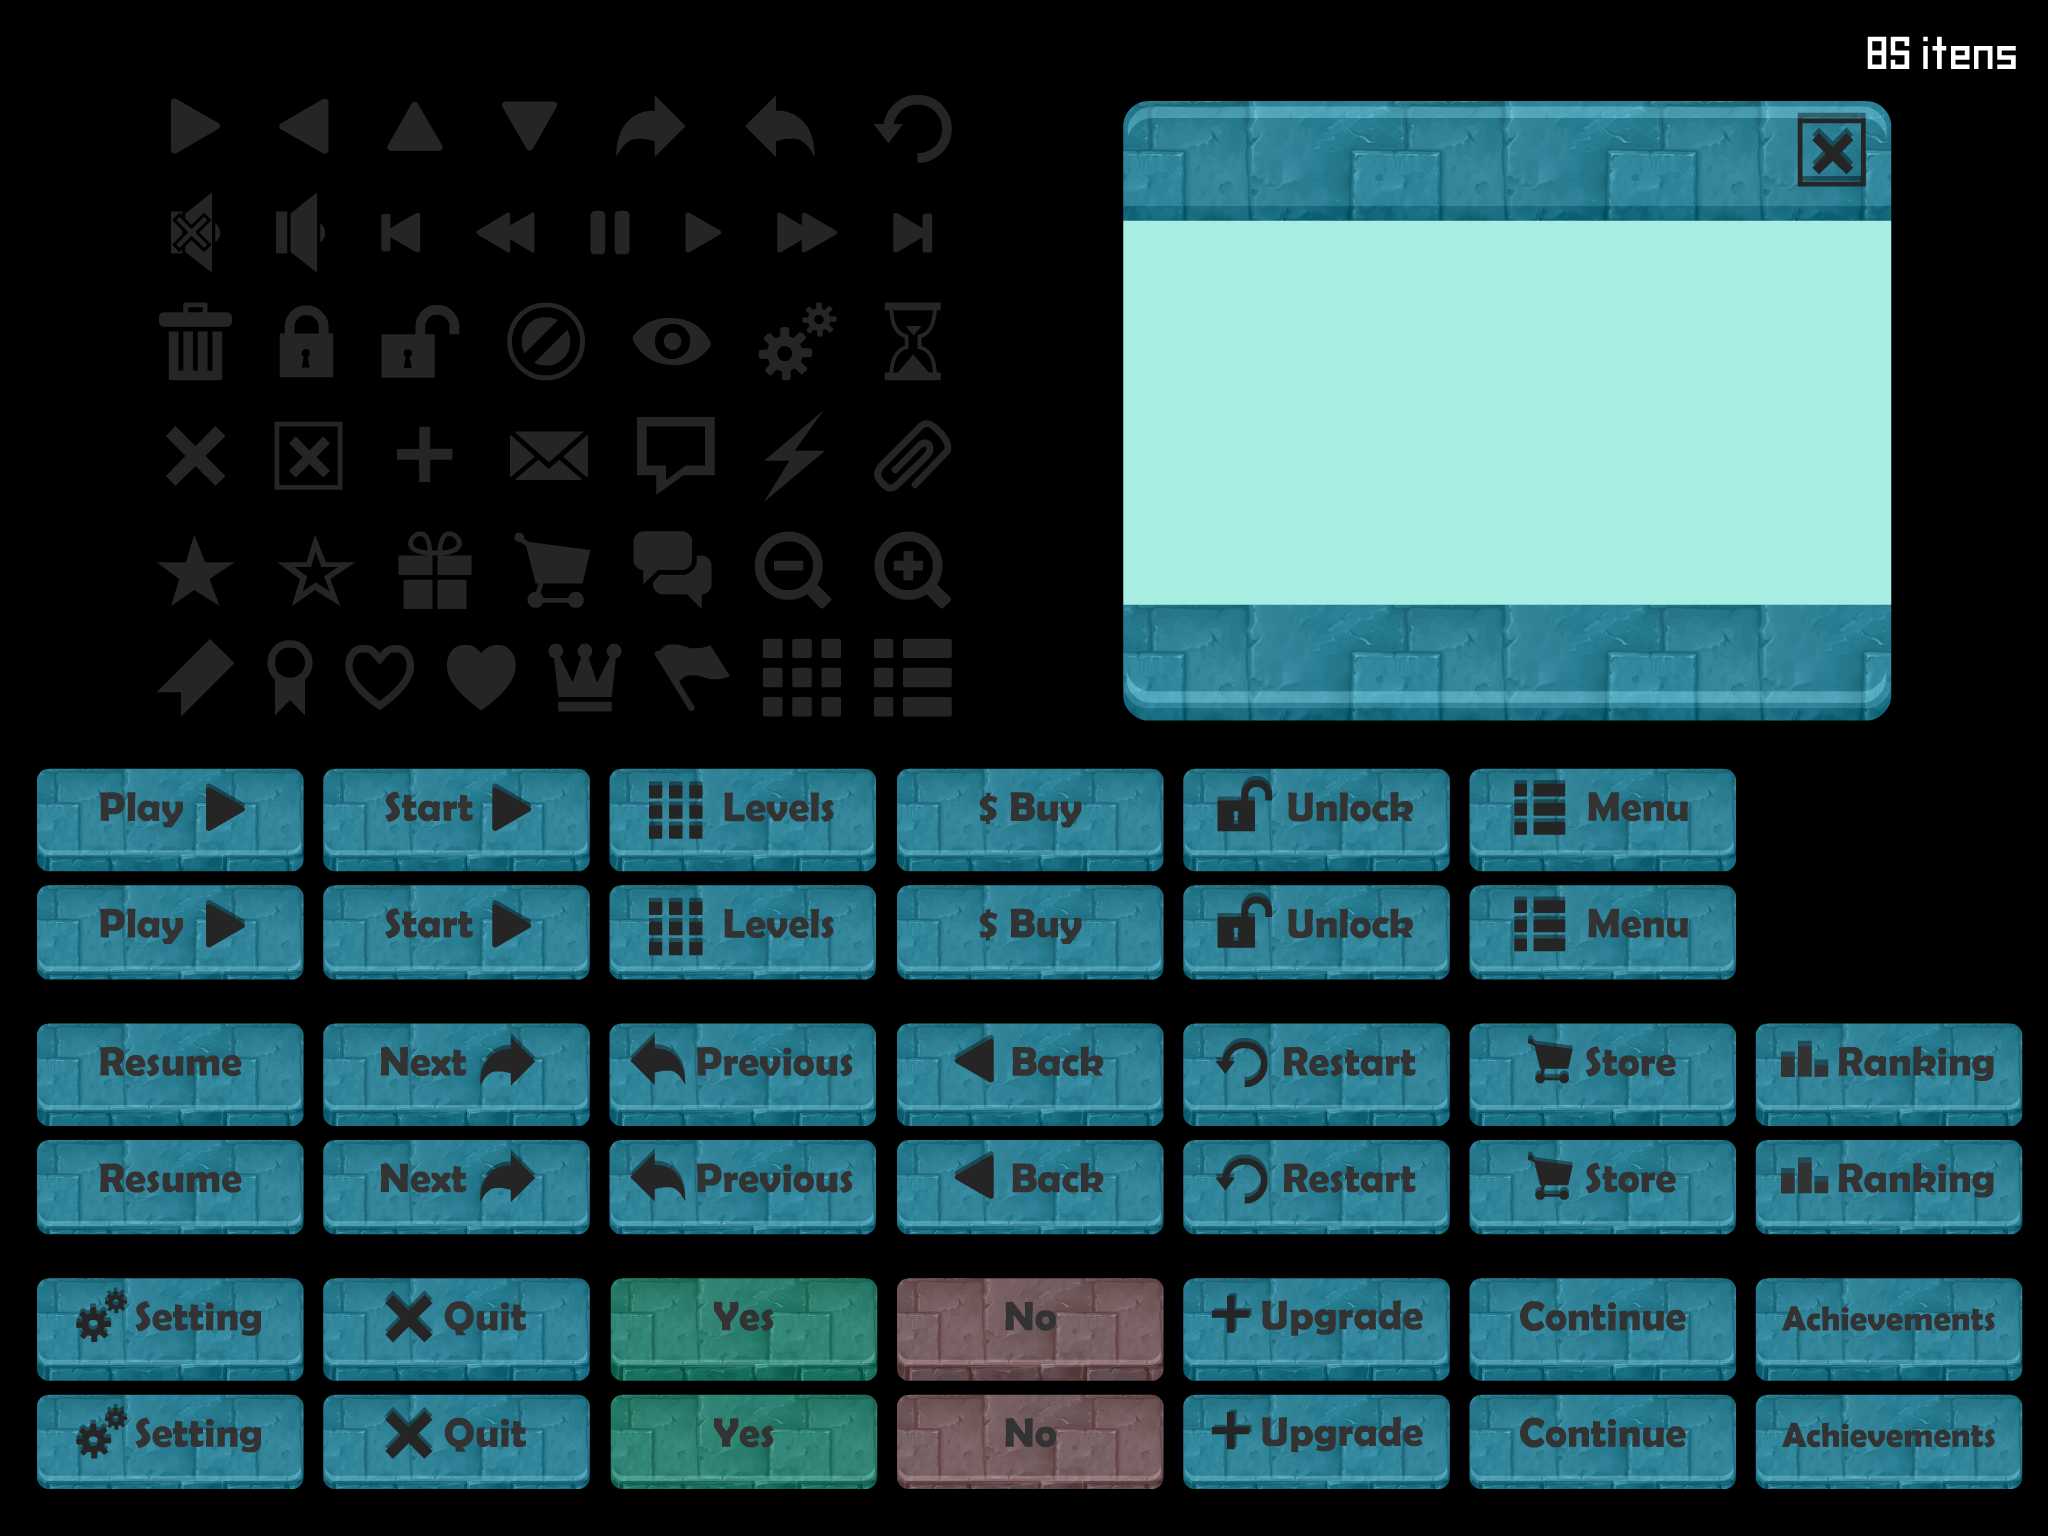 85 itens
Play Start Levels $ Buy Unlock Menu
Play Start Levels $ Buy Unlock Menu
Resume Next Previous Back Restart Store Ranking
Resume Next Previous Back Restart Store Ranking
Setting Quit Yes No Upgrade Continue Achievements
Setting Quit Yes No Upgrade Continue Achievements